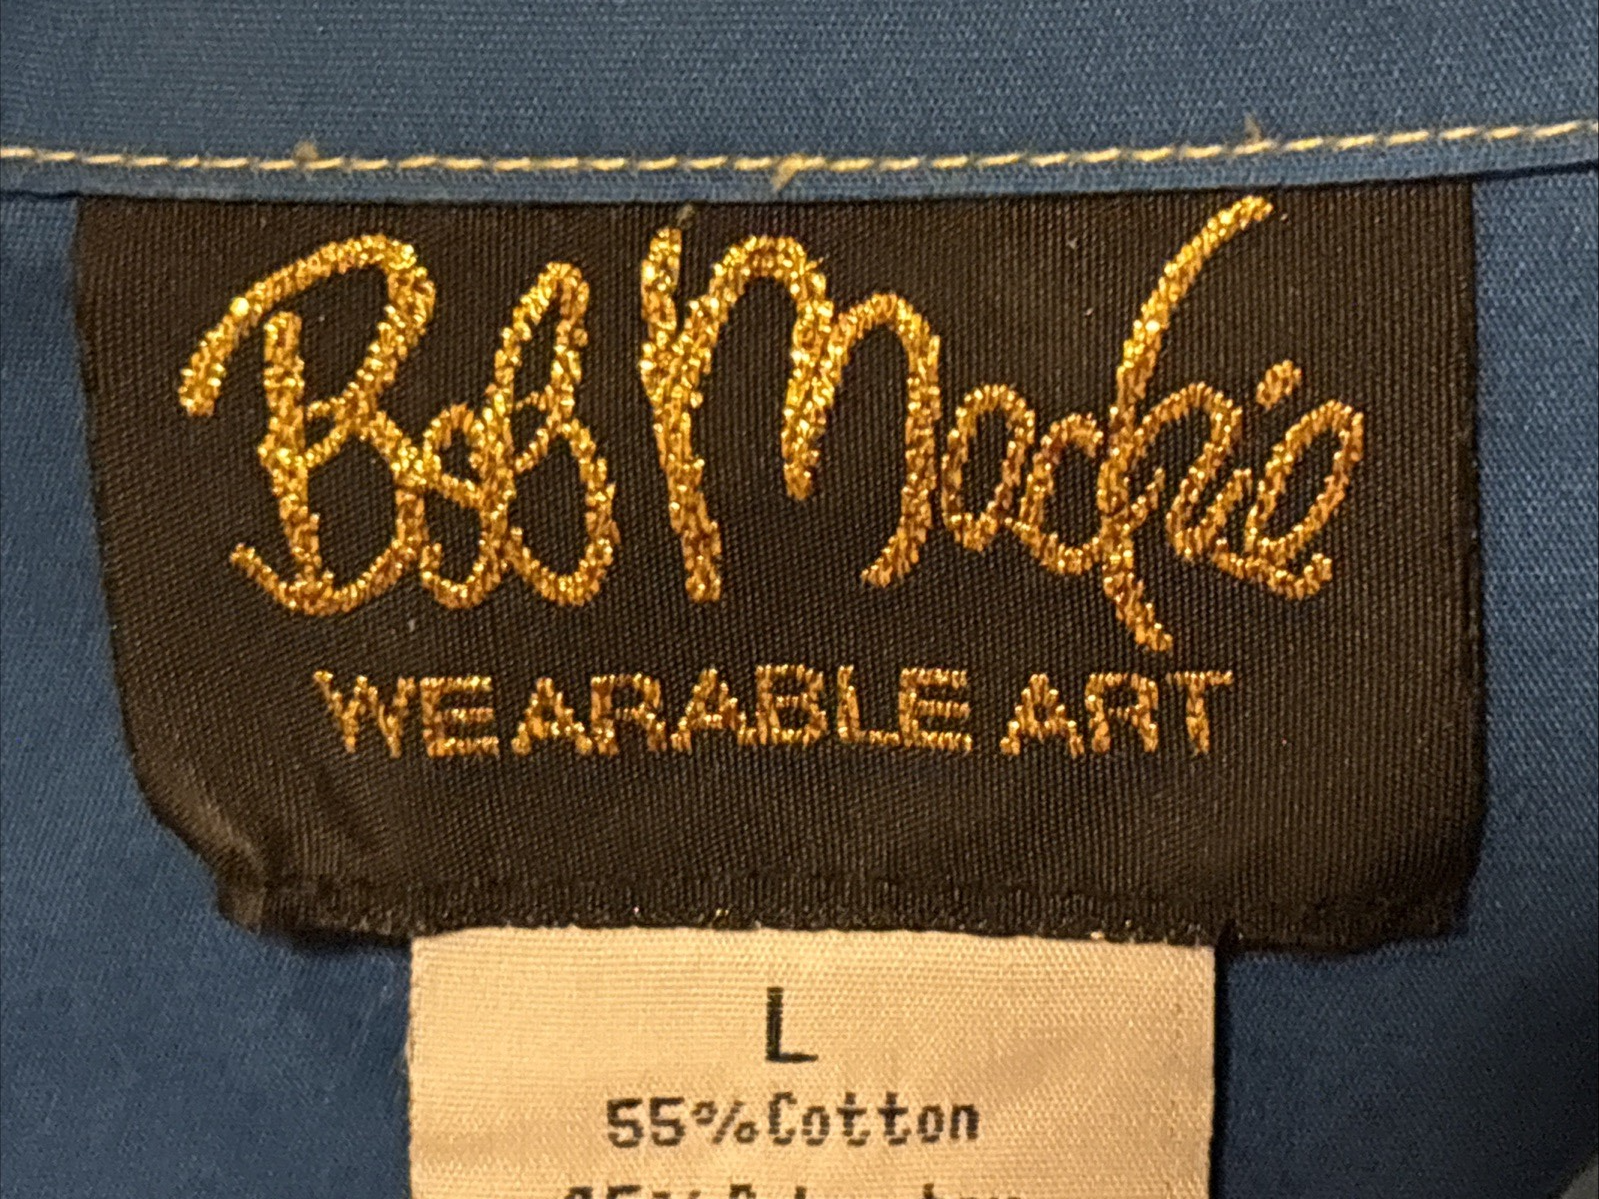 Bob Mackie
WEARABLE ART
L
55%Cotton